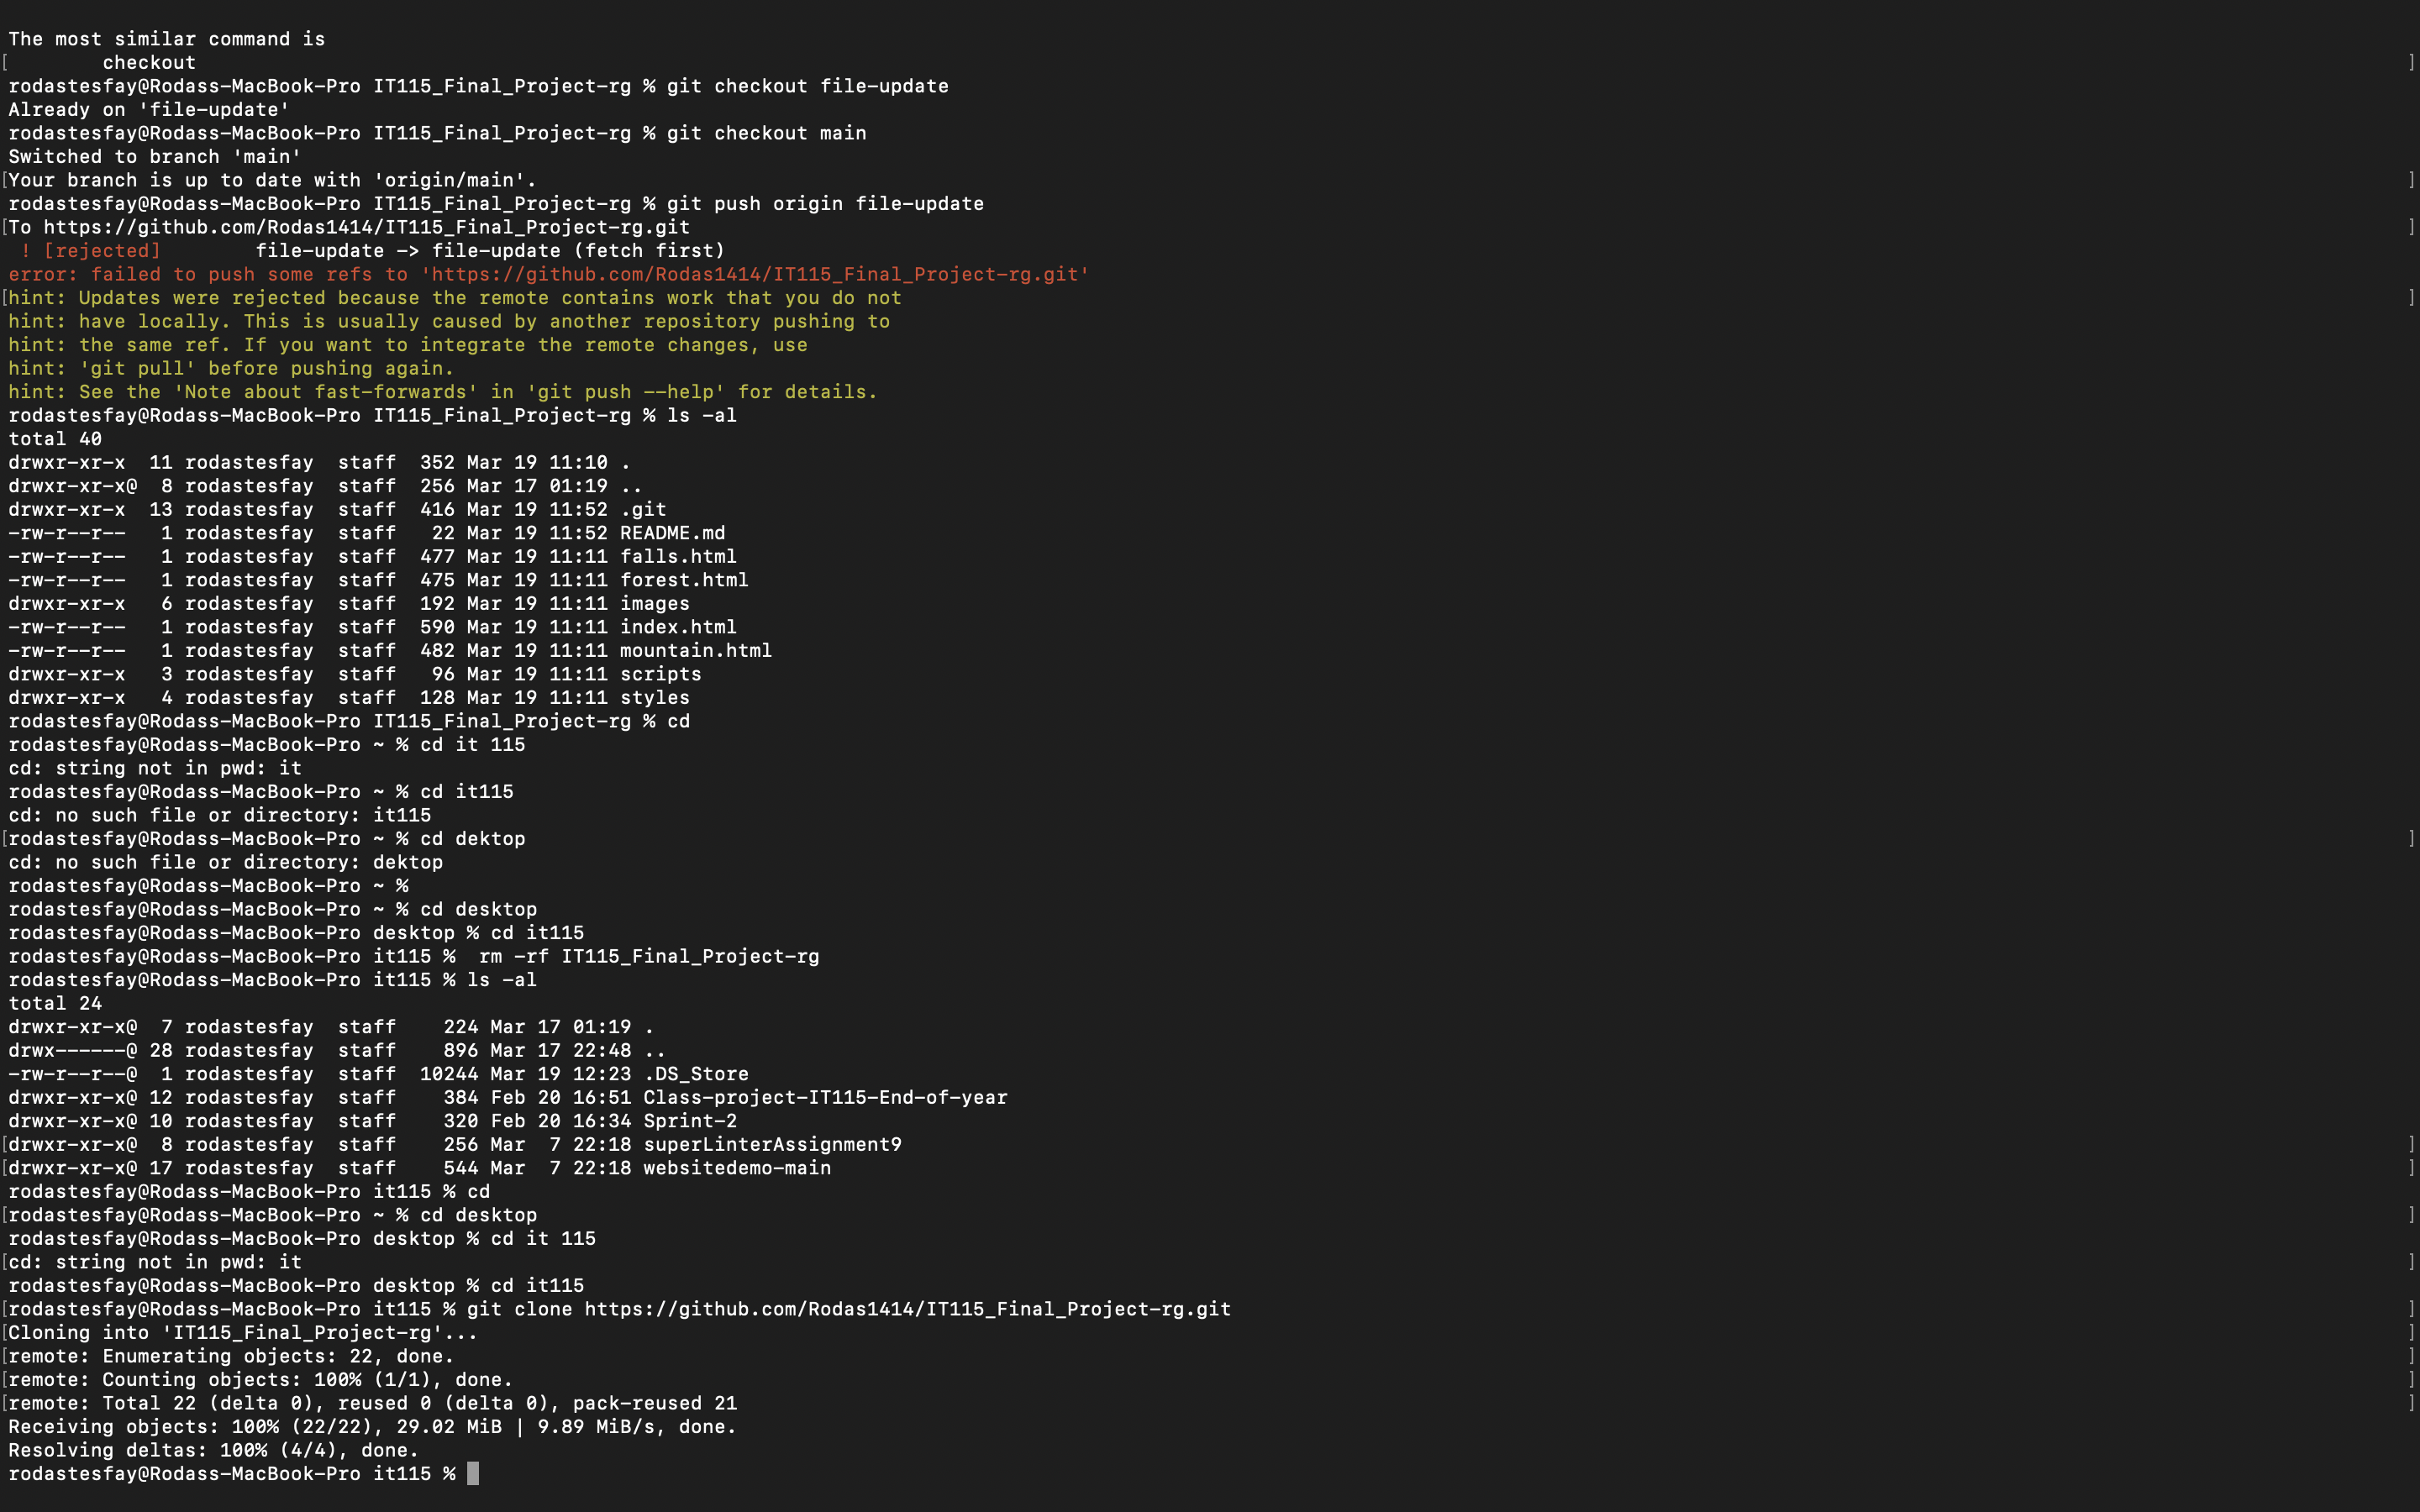 The most similar command is
[        checkout ]
rodastesfay@Rodass-MacBook-Pro IT115_Final_Project-rg % git checkout file-update
Already on 'file-update'
rodastesfay@Rodass-MacBook-Pro IT115_Final_Project-rg % git checkout main
Switched to branch 'main'
[Your branch is up to date with 'origin/main'. ]
rodastesfay@Rodass-MacBook-Pro IT115_Final_Project-rg % git push origin file-update
[To https://github.com/Rodas1414/IT115_Final_Project-rg.git ]
 ! [rejected]        file-update -> file-update (fetch first)
error: failed to push some refs to 'https://github.com/Rodas1414/IT115_Final_Project-rg.git'
[hint: Updates were rejected because the remote contains work that you do not ]
hint: have locally. This is usually caused by another repository pushing to
hint: the same ref. If you want to integrate the remote changes, use
hint: 'git pull' before pushing again.
hint: See the 'Note about fast-forwards' in 'git push --help' for details.
rodastesfay@Rodass-MacBook-Pro IT115_Final_Project-rg % ls -al
total 40
drwxr-xr-x  11 rodastesfay  staff  352 Mar 19 11:10 .
drwxr-xr-x@  8 rodastesfay  staff  256 Mar 17 01:19 ..
drwxr-xr-x  13 rodastesfay  staff  416 Mar 19 11:52 .git
-rw-r--r--   1 rodastesfay  staff   22 Mar 19 11:52 README.md
-rw-r--r--   1 rodastesfay  staff  477 Mar 19 11:11 falls.html
-rw-r--r--   1 rodastesfay  staff  475 Mar 19 11:11 forest.html
drwxr-xr-x   6 rodastesfay  staff  192 Mar 19 11:11 images
-rw-r--r--   1 rodastesfay  staff  590 Mar 19 11:11 index.html
-rw-r--r--   1 rodastesfay  staff  482 Mar 19 11:11 mountain.html
drwxr-xr-x   3 rodastesfay  staff   96 Mar 19 11:11 scripts
drwxr-xr-x   4 rodastesfay  staff  128 Mar 19 11:11 styles
rodastesfay@Rodass-MacBook-Pro IT115_Final_Project-rg % cd
rodastesfay@Rodass-MacBook-Pro ~ % cd it 115
cd: string not in pwd: it
rodastesfay@Rodass-MacBook-Pro ~ % cd it115
cd: no such file or directory: it115
[rodastesfay@Rodass-MacBook-Pro ~ % cd dektop ]
cd: no such file or directory: dektop
rodastesfay@Rodass-MacBook-Pro ~ %
rodastesfay@Rodass-MacBook-Pro ~ % cd desktop
rodastesfay@Rodass-MacBook-Pro desktop % cd it115
rodastesfay@Rodass-MacBook-Pro it115 %  rm -rf IT115_Final_Project-rg
rodastesfay@Rodass-MacBook-Pro it115 % ls -al
total 24
drwxr-xr-x@  7 rodastesfay  staff    224 Mar 17 01:19 .
drwx------@ 28 rodastesfay  staff    896 Mar 17 22:48 ..
-rw-r--r--@  1 rodastesfay  staff  10244 Mar 19 12:23 .DS_Store
drwxr-xr-x@ 12 rodastesfay  staff    384 Feb 20 16:51 Class-project-IT115-End-of-year
drwxr-xr-x@ 10 rodastesfay  staff    320 Feb 20 16:34 Sprint-2
[drwxr-xr-x@  8 rodastesfay  staff    256 Mar  7 22:18 superLinterAssignment9 ]
[drwxr-xr-x@ 17 rodastesfay  staff    544 Mar  7 22:18 websitedemo-main ]
rodastesfay@Rodass-MacBook-Pro it115 % cd
[rodastesfay@Rodass-MacBook-Pro ~ % cd desktop ]
rodastesfay@Rodass-MacBook-Pro desktop % cd it 115
[cd: string not in pwd: it ]
rodastesfay@Rodass-MacBook-Pro desktop % cd it115
[rodastesfay@Rodass-MacBook-Pro it115 % git clone https://github.com/Rodas1414/IT115_Final_Project-rg.git ]
[Cloning into 'IT115_Final_Project-rg'... ]
[remote: Enumerating objects: 22, done. ]
[remote: Counting objects: 100% (1/1), done. ]
[remote: Total 22 (delta 0), reused 0 (delta 0), pack-reused 21 ]
Receiving objects: 100% (22/22), 29.02 MiB | 9.89 MiB/s, done.
Resolving deltas: 100% (4/4), done.
rodastesfay@Rodass-MacBook-Pro it115 %